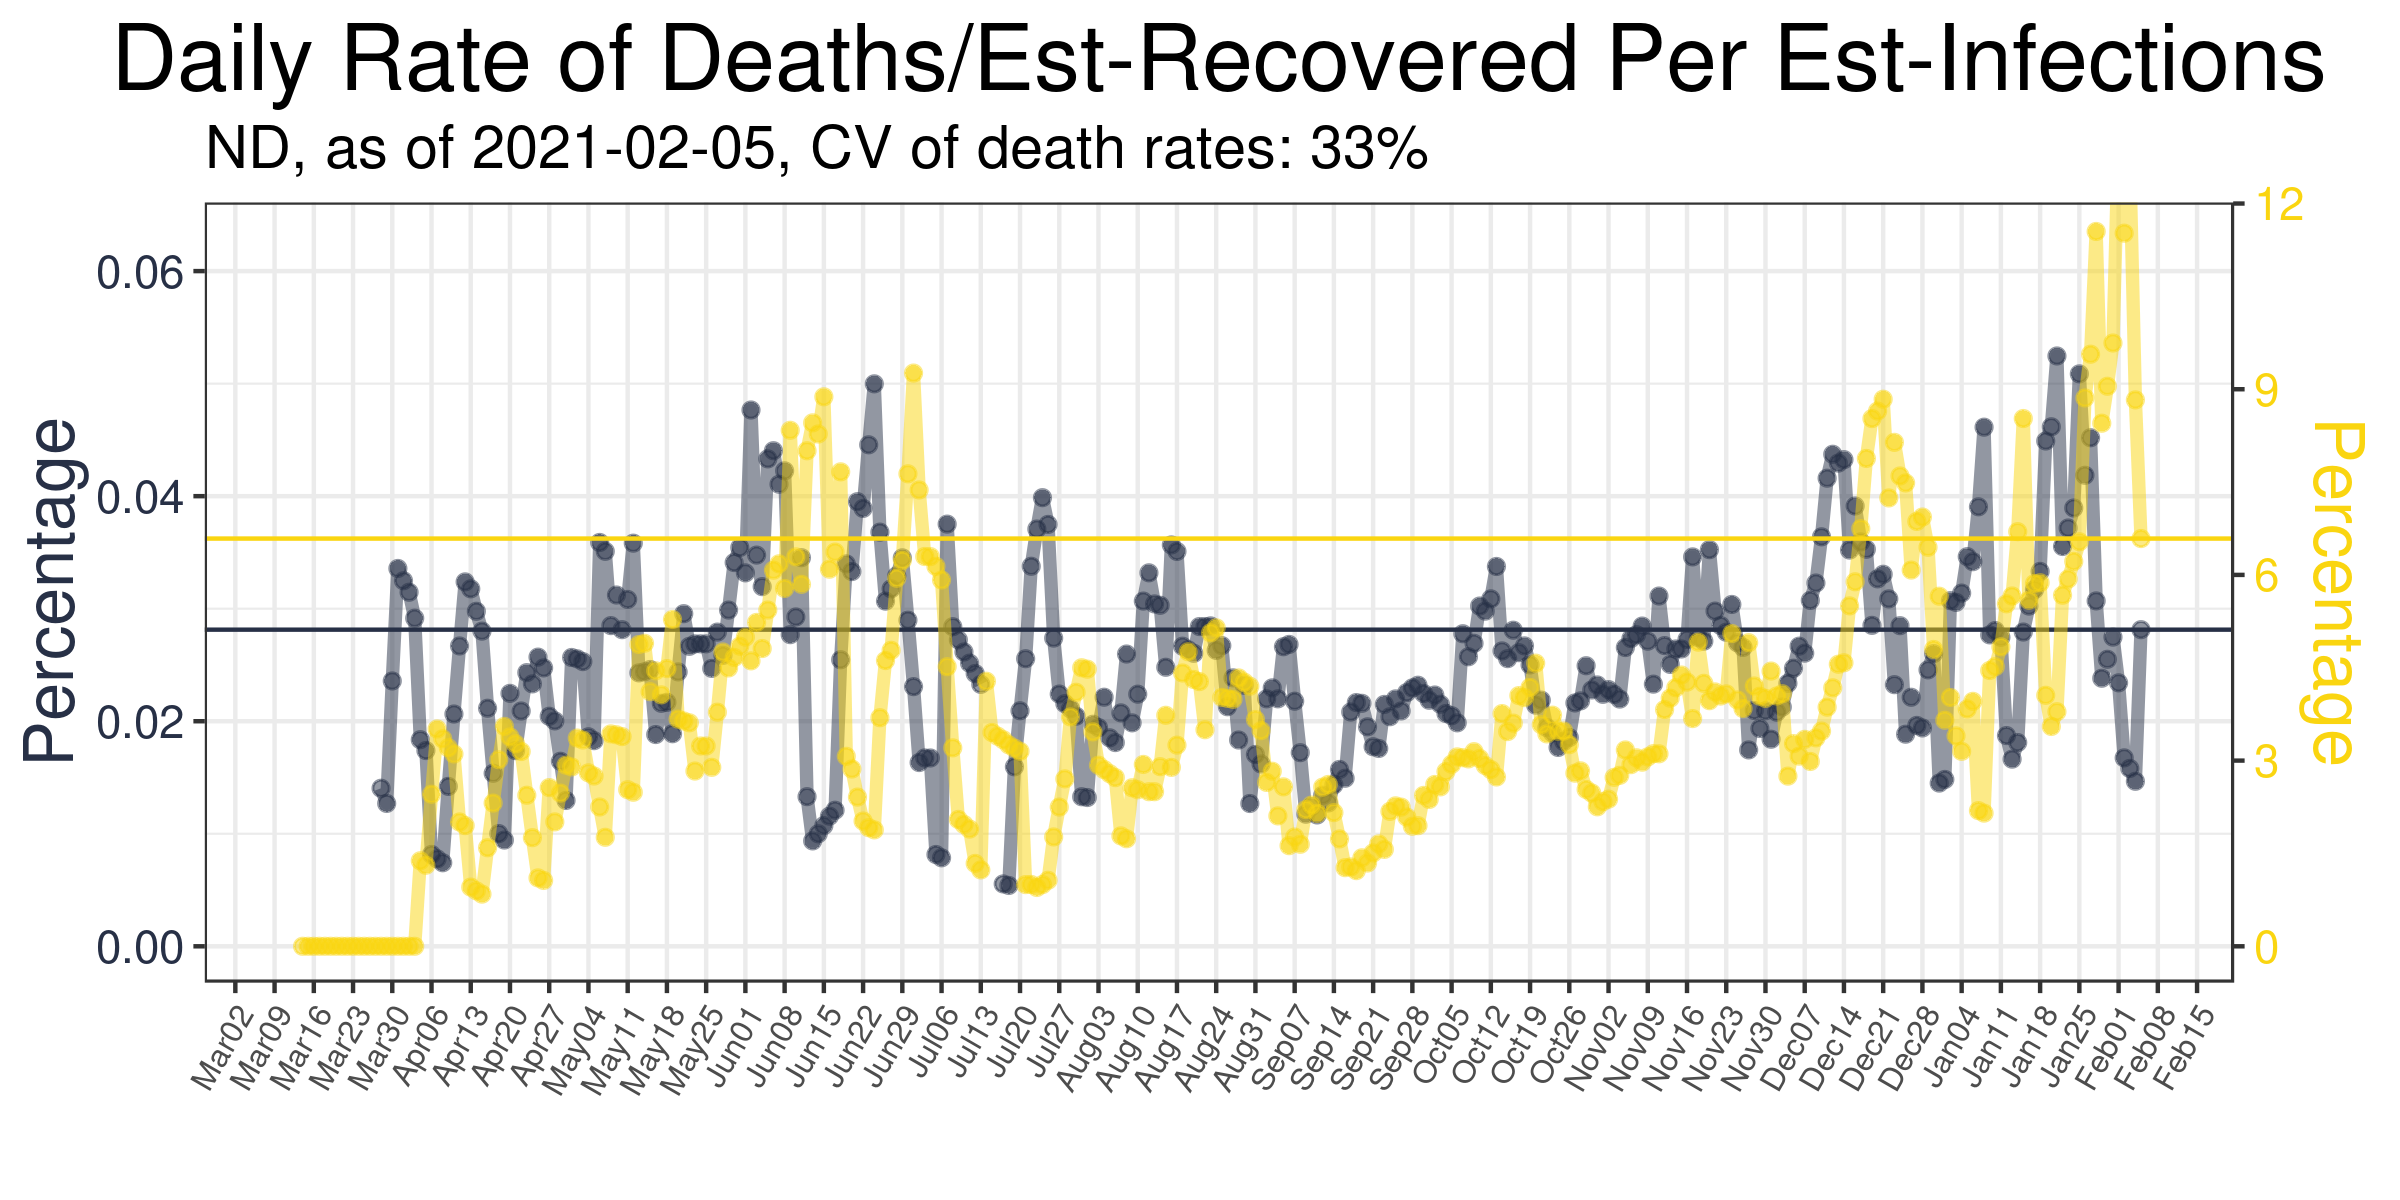 Daily Rate of Deaths/Est-Recovered Per Est-Infections
ND, as of 2021-02-05, CV of death rates: 33%
Percentage
0.06
0.04
0.02
0.00
12
9
6
3
0
Percentage
Mar02
Mar09
Mar16
Mar23
Mar30
Apr06
Apr13
Apr20
Apr27
May04
May11
May18
May25
Jun01
Jun08
Jun15
Jun22
Jun29
Jul06
Jul13
Jul20
Jul27
Aug03
Aug10
Aug17
Aug24
Aug31
Sep07
Sep14
Sep21
Sep28
Oct05
Oct12
Oct19
Oct26
Nov02
Nov09
Nov16
Nov23
Nov30
Dec07
Dec14
Dec21
Dec28
Jan04
Jan11
Jan18
Jan25
Feb01
Feb08
Feb15